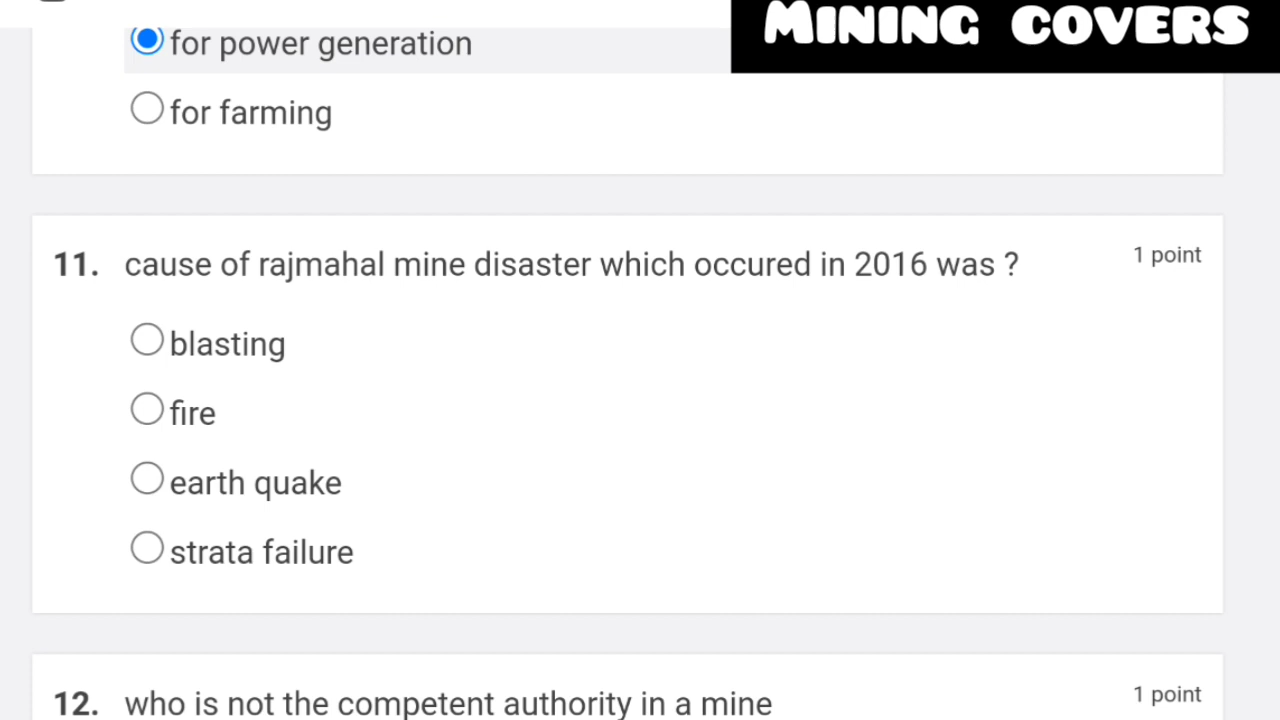 MINING COVERS
for power generation
for farming
11. cause of rajmahal mine disaster which occured in 2016 was ?
1 point
blasting
fire
earth quake
strata failure
12. who is not the competent authority in a mine
1 point